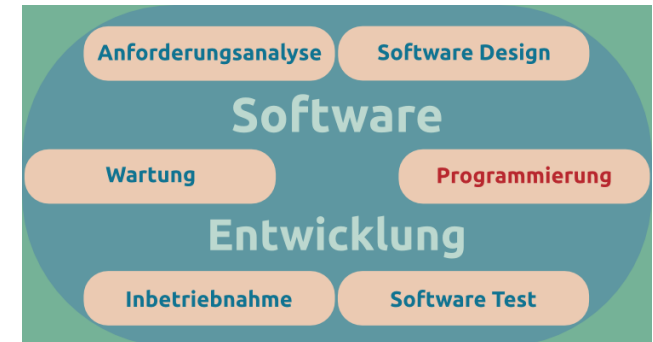 Anforderungsanalyse
Software Design
Software
Wartung
Programmierung
Entwicklung
Inbetriebnahme
Software Test